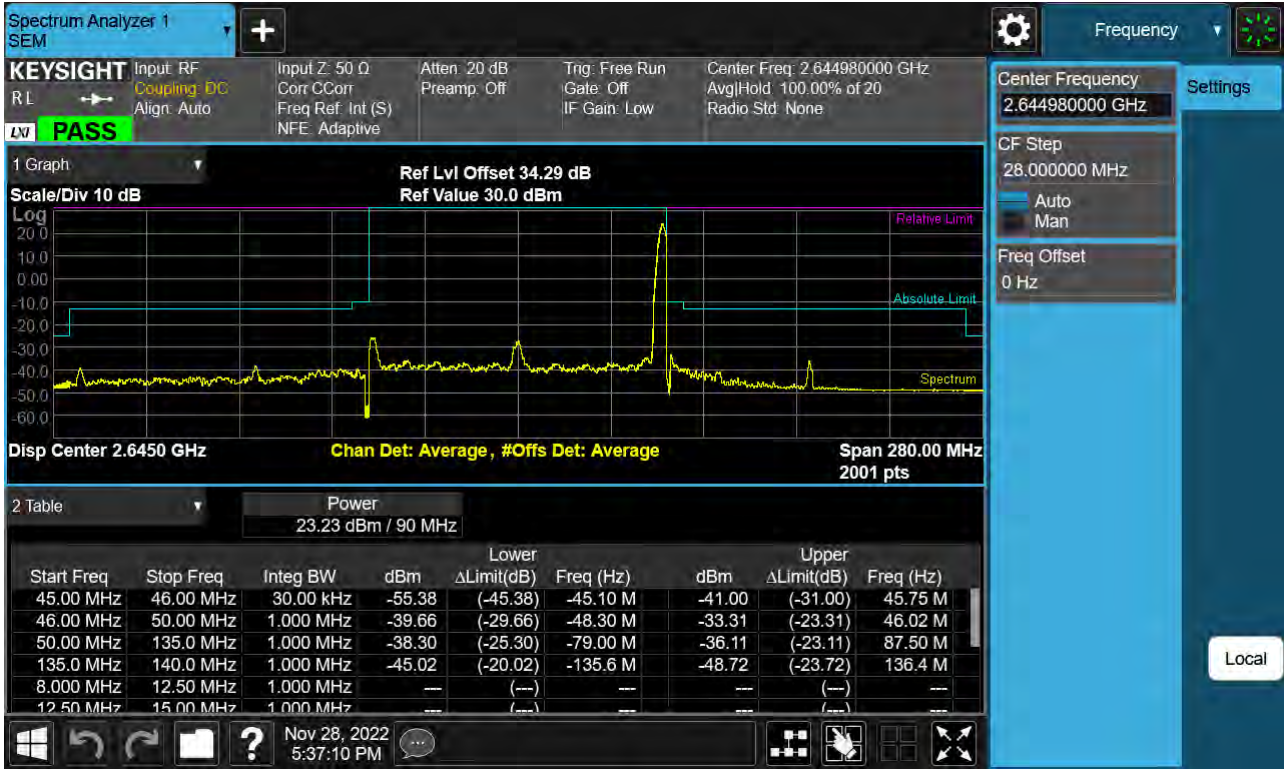 Spectrum Analyzer 1
SEM
+
Frequency
KEYSIGHT
RL
LXI
PASS
Input: RF
Coupling: DC
Align: Auto
Input Z: 50 Ω
Corr CCorr
Freq Ref: Int (S)
NFE: Adaptive
Atten: 20 dB
Preamp: Off
Trig: Free Run
Gate: Off
IF Gain: Low
Center Freq: 2.644980000 GHz
Avg|Hold: 100.00% of 20
Radio Std: None
Center Frequency
2.644980000 GHz
Settings
CF Step
28.000000 MHz
Auto
Man
Freq Offset
0 Hz
Local
1 Graph
Scale/Div 10 dB
Ref Lvl Offset 34.29 dB
Ref Value 30.0 dBm
Log
20.0
10.0
0.00
-10.0
-20.0
-30.0
-40.0
-50.0
-60.0
Relative Limit
Absolute Limit
Spectrum
Disp Center 2.6450 GHz
Chan Det: Average, #Offs Det: Average
Span 280.00 MHz
2001 pts
2 Table
Power
23.23 dBm / 90 MHz
Lower Upper
Start Freq Stop Freq Integ BW dBm ΔLimit(dB) Freq (Hz) dBm ΔLimit(dB) Freq (Hz)
45.00 MHz 46.00 MHz 30.00 kHz -55.38 (-45.38) -45.10 M -41.00 (-31.00) 45.75 M
46.00 MHz 50.00 MHz 1.000 MHz -39.66 (-29.66) -48.30 M -33.31 (-23.31) 46.02 M
50.00 MHz 135.0 MHz 1.000 MHz -38.30 (-25.30) -79.00 M -36.11 (-23.11) 87.50 M
135.0 MHz 140.0 MHz 1.000 MHz -45.02 (-20.02) -135.6 M -48.72 (-23.72) 136.4 M
8.000 MHz 12.50 MHz 1.000 MHz --- (---) --- --- (---) ---
12.50 MHz 15.00 MHz 1.000 MHz --- (---) --- --- (---) ---
?
Nov 28, 2022
5:37:10 PM